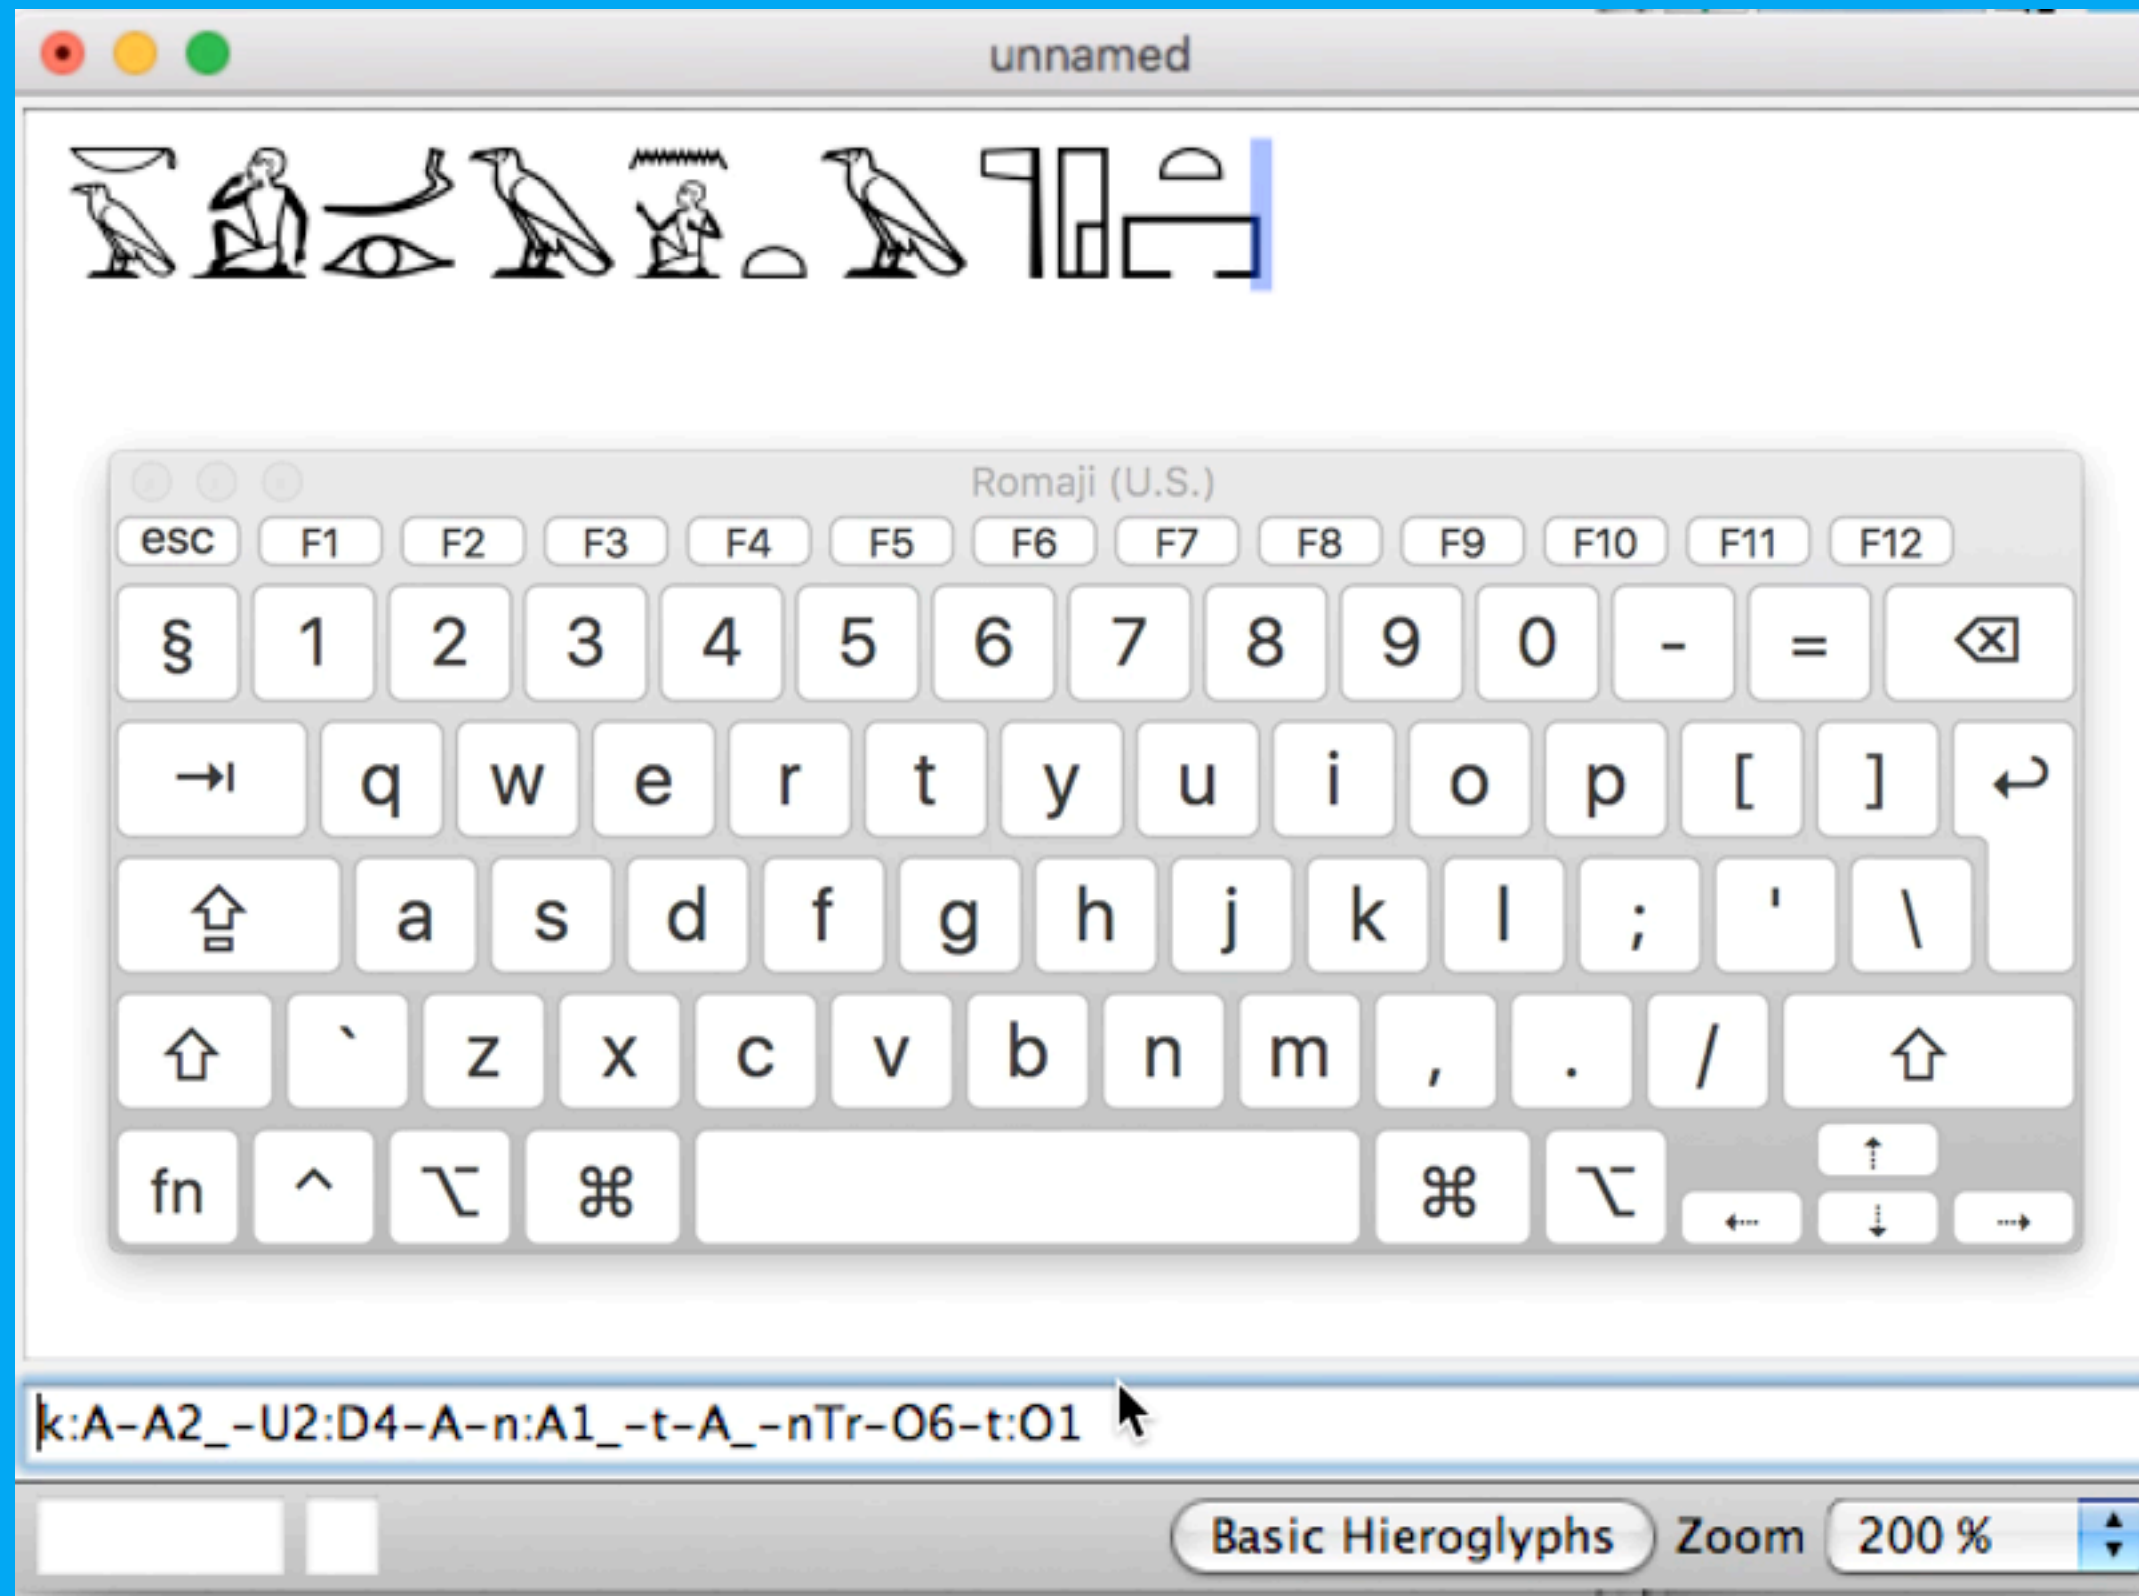 unnamed
𓎡𓄿𓀁𓌴𓁹𓄿𓈖𓀀𓏏𓄿𓊹𓉗𓏏𓉐
Romaji (U.S.)
esc F1 F2 F3 F4 F5 F6 F7 F8 F9 F10 F11 F12
§ 1 2 3 4 5 6 7 8 9 0 - = ⌫
⇥ q w e r t y u i o p [ ] ↩
⇪ a s d f g h j k l ; ' \
⇧ ` z x c v b n m , . / ⇧
fn ^ ⌥ ⌘ ⌘ ⌥ ⇠ ⇡ ⇣ ⇢
k:A-A2_-U2:D4-A-n:A1_-t-A_-nTr-O6-t:O1
Basic Hieroglyphs Zoom 200 %